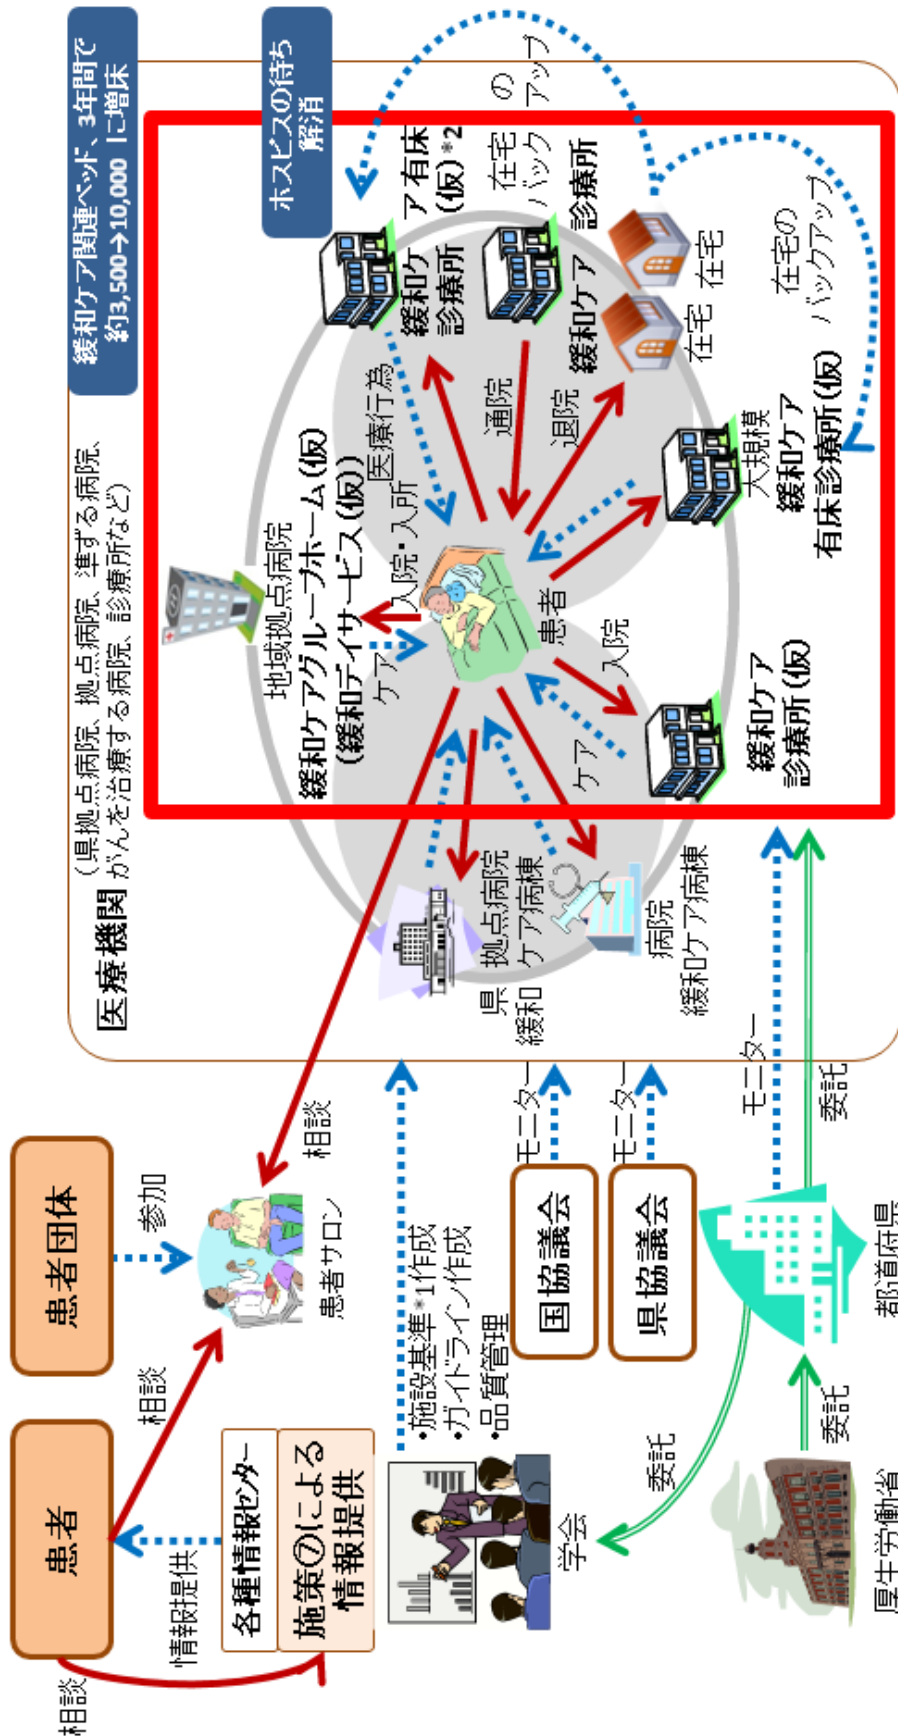 相談
患者
患者団体
相談
参加
情報提供
各種情報センター
施策⑦による
情報提供
患者サロン
相談
・施設基準*1作成
・ガイドライン作成
・品質管理
学会
国協議会
モニター
県協議会
モニター
委託
厚生労働省
委託
都道府県
モニター
委託
医療機関
(県拠点病院、拠点病院、準ずる病院、
がんを治療する病院、診療所など)
緩和ケア関連ベッド、3年間で
約3,500→10,000 に増床
ホスピスの待ち
解消
地域拠点病院
緩和ケアグループホーム(仮)
(緩和デイサービス(仮))
ケア
入院・入所
医療行為
緩和ケア有床
診療所(仮)*2
在宅の
バックアップ
通院
緩和ケア診療所
退院
在宅
在宅
県拠点病院
緩和ケア病棟
患者
大規模
緩和ケア
有床診療所(仮)
在宅の
バックアップ
ケア
入院
病院
緩和ケア病棟
緩和ケア
診療所(仮)